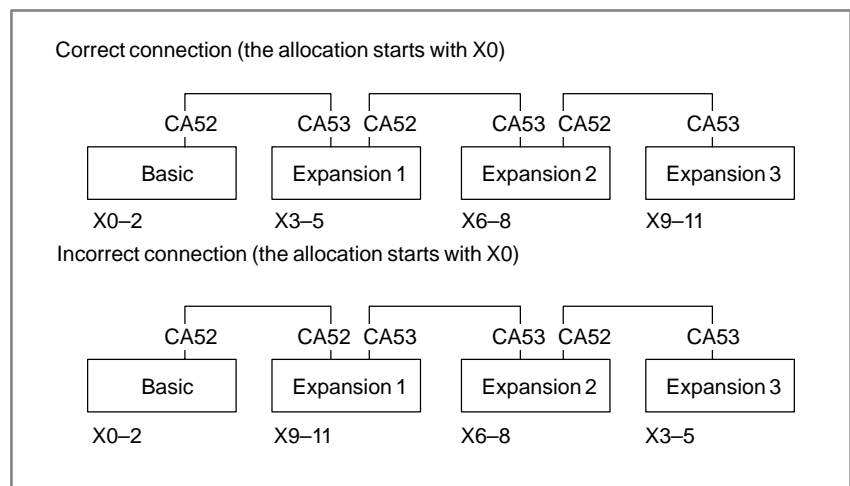 Correct connection (the allocation starts with X0)
CA52 CA53 CA52 CA53 CA52 CA53
Basic Expansion 1 Expansion 2 Expansion 3
X0–2 X3–5 X6–8 X9–11
Incorrect connection (the allocation starts with X0)
CA52 CA52 CA53 CA53 CA52 CA53
Basic Expansion 1 Expansion 2 Expansion 3
X0–2 X9–11 X6–8 X3–5